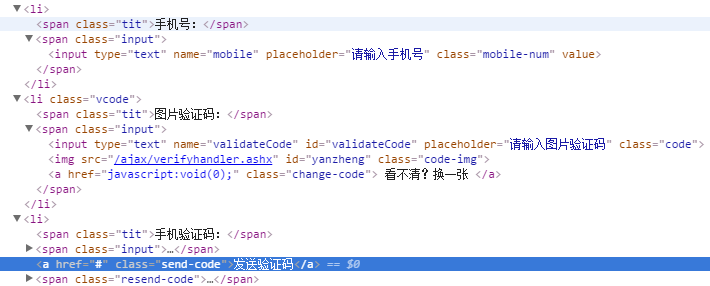 ▼<li>
<span class="tit">手机号：</span>
▼<span class="input">
<input type="text" name="mobile" placeholder="请输入手机号" class="mobile-num" value>
</span>
</li>
▼<li class="vcode">
<span class="tit">图片验证码：</span>
▼<span class="input">
<input type="text" name="validateCode" id="validateCode" placeholder="请输入图片验证码" class="code">
<img src="/ajax/verifyhandler.ashx" id="yanzheng" class="code-img">
<a href="javascript:void(0);" class="change-code"> 看不清？换一张 </a>
</span>
</li>
▼<li>
<span class="tit">手机验证码：</span>
▶<span class="input">…</span>
<a href="#" class="send-code">发送验证码</a> == $0
▶<span class="resend-code">…</span>